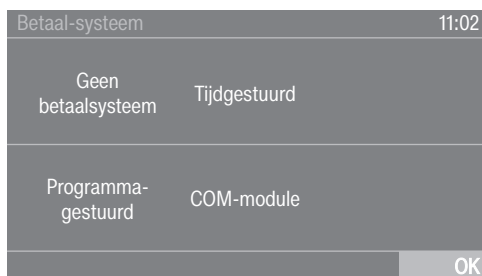 Betaal-systeem 11:02
Geen
betaalsysteem
Tijdgestuurd
Programma-
gestuurd
COM-module
OK